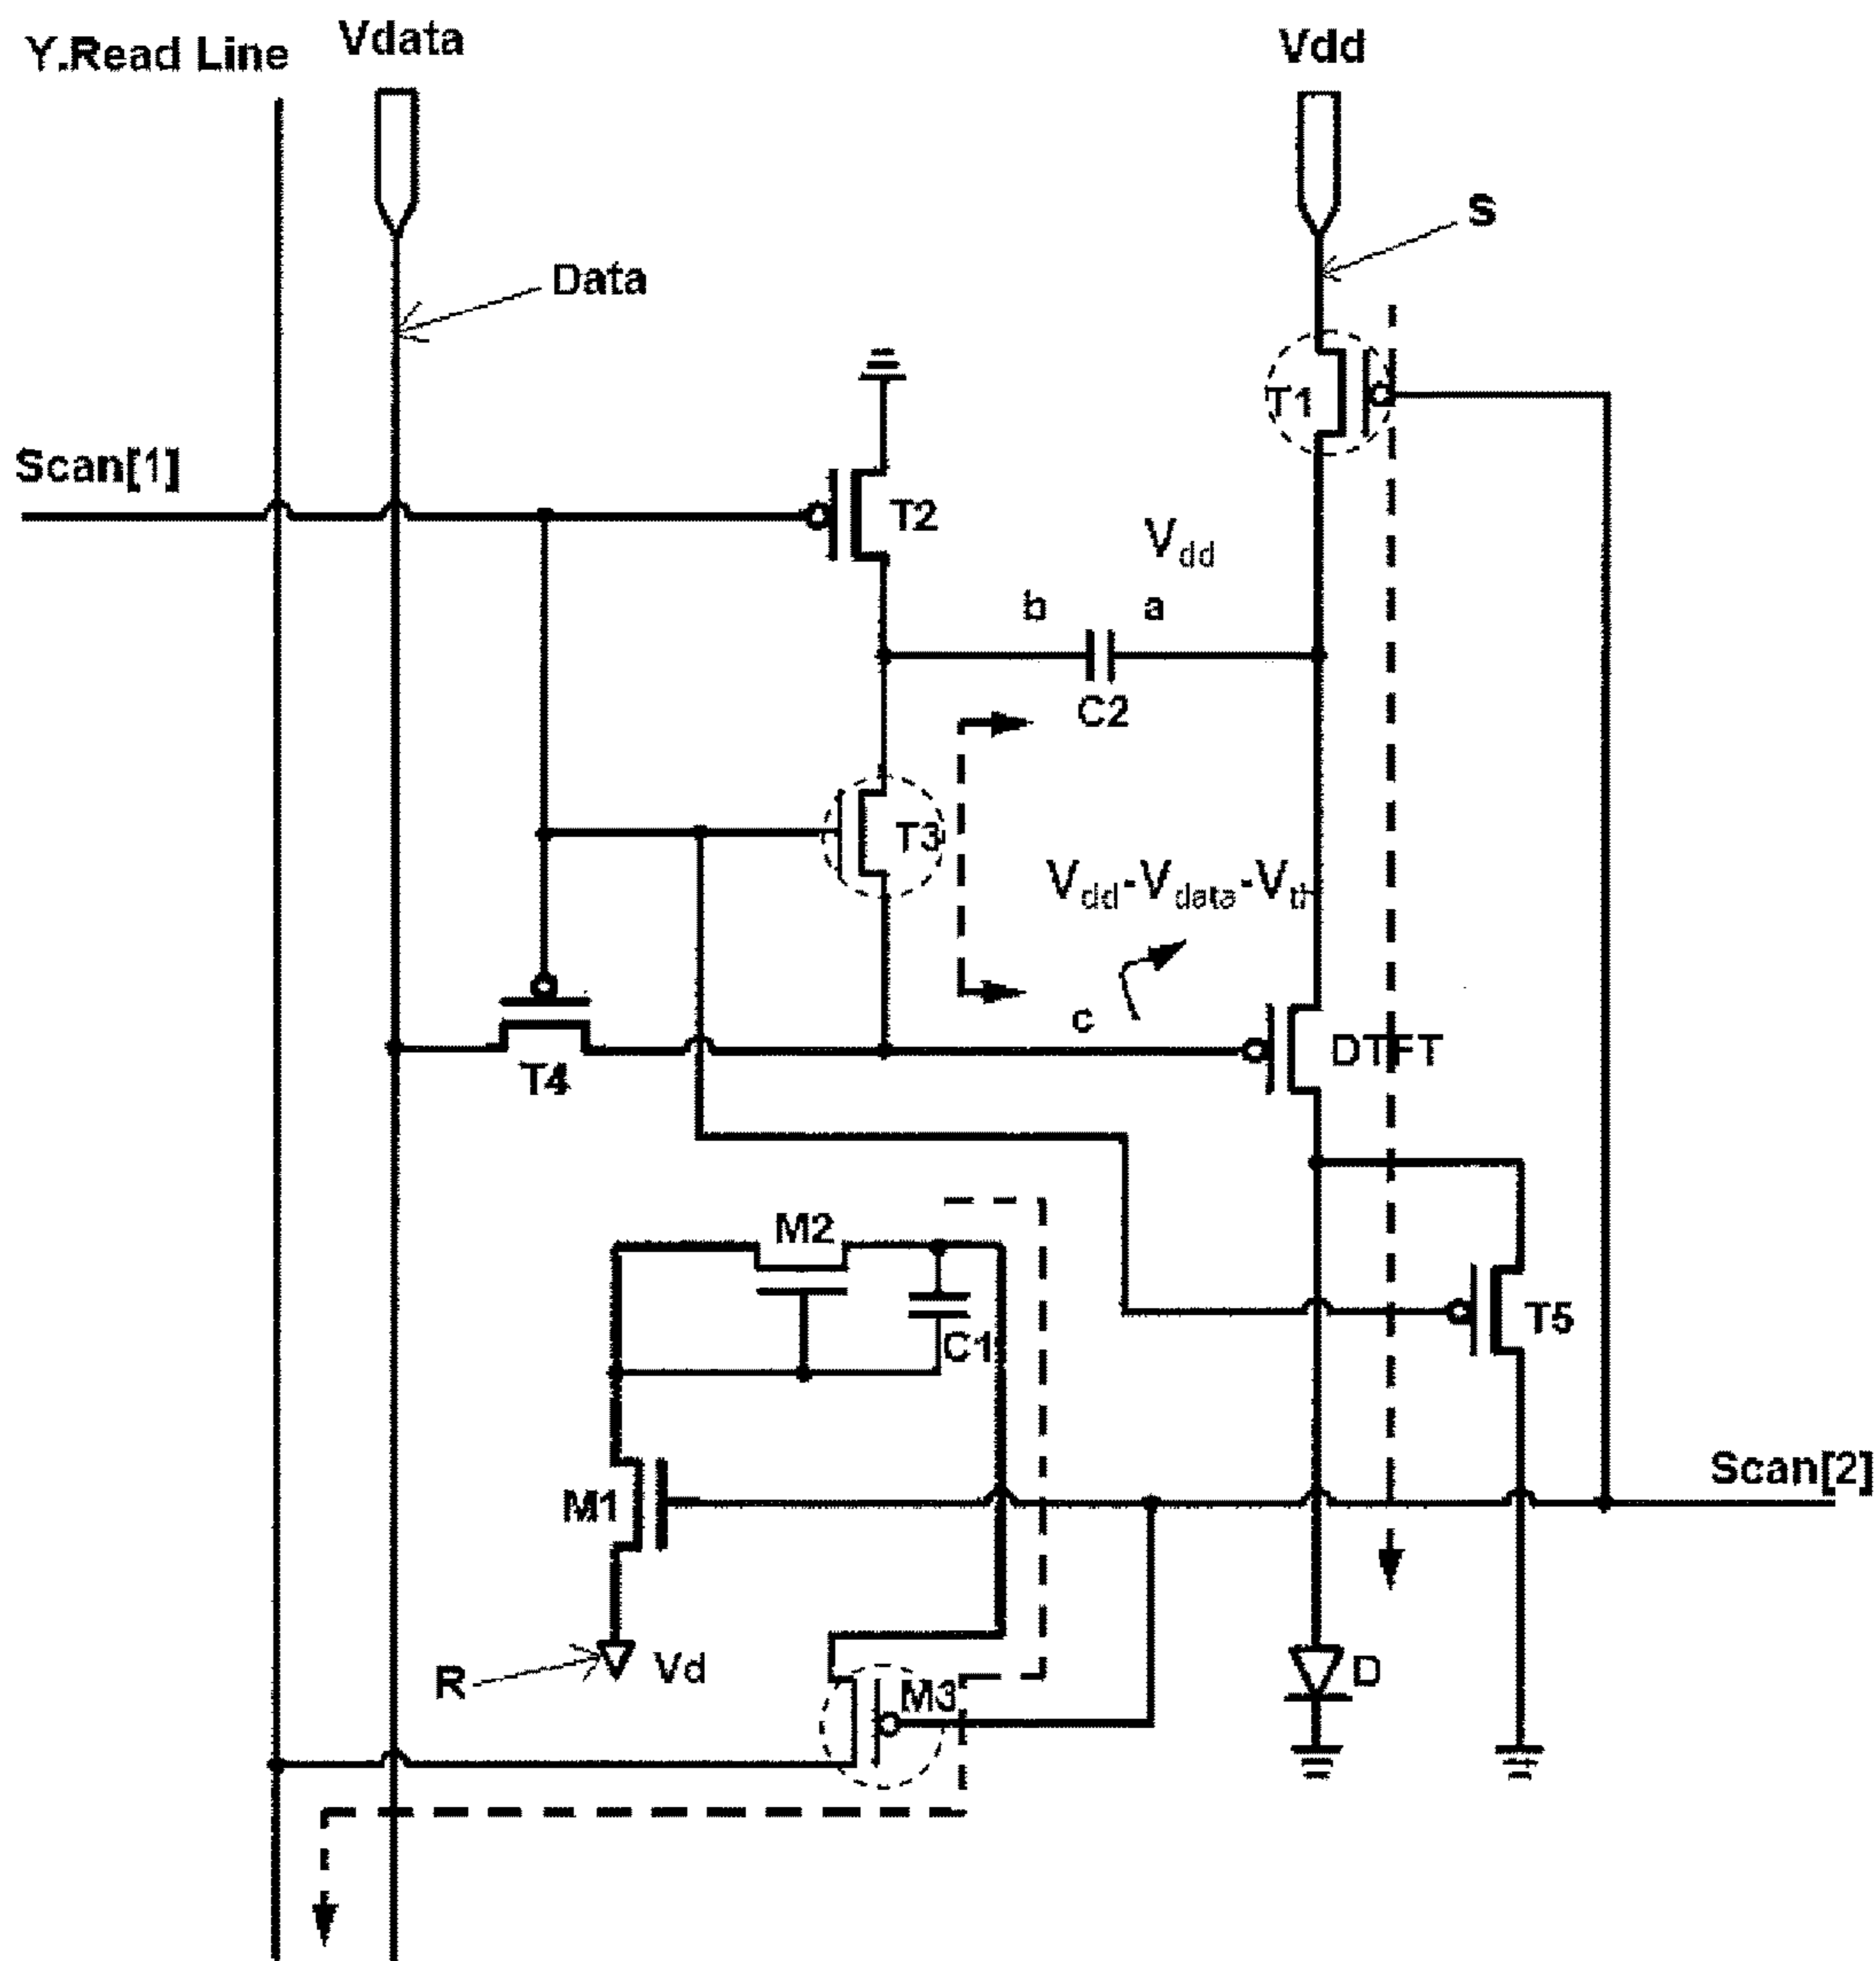 Y.Read Line
Vdata
Vdd
S
Data
T1
Scan[1]
T2
Vdd
b
a
C2
T3
Vdd-Vdata-Vth
c
DTFT
T4
M2
C1
T5
Scan[2]
M1
R
Vd
M3
D